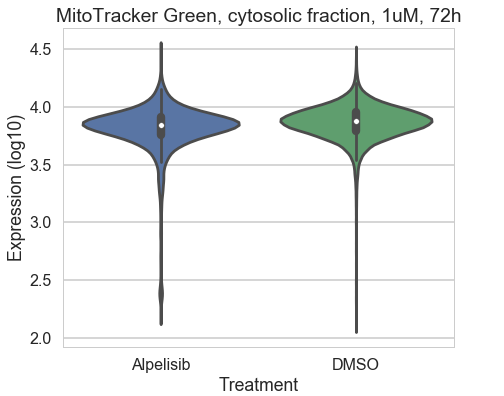 MitoTracker Green, cytosolic fraction, 1uM, 72h
4.5
4.0
3.5
3.0
2.5
2.0
Expression (log10)
Alpelisib DMSO
Treatment